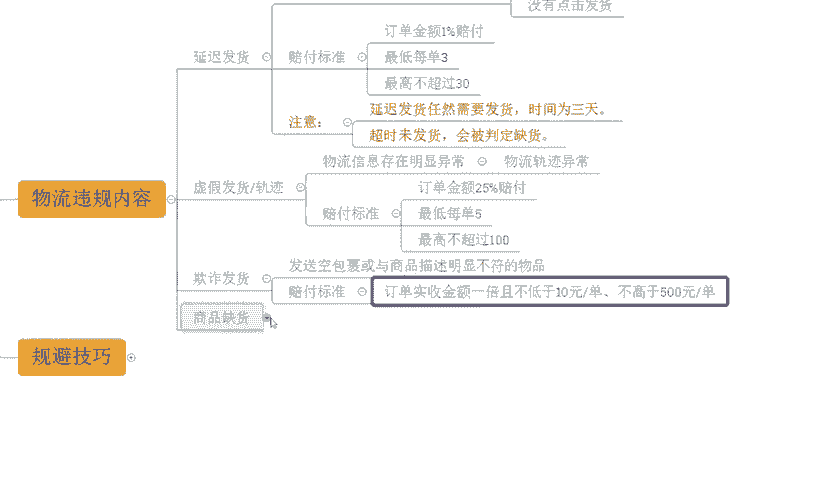 没有点击发货
订单金额1%赔付
延迟发货
赔付标准
最低每单3
最高不超过30
注意：
延迟发货任然需要发货，时间为三天。
超时未发货，会被判定缺货。
物流信息存在明显异常
物流轨迹异常
物流违规内容
虚假发货/轨迹
订单金额25%赔付
赔付标准
最低每单5
最高不超过100
欺诈发货
发送空包裹或与商品描述明显不符的物品
赔付标准
订单实收金额一倍且不低于10元/单、不高于500元/单
商品缺货
规避技巧